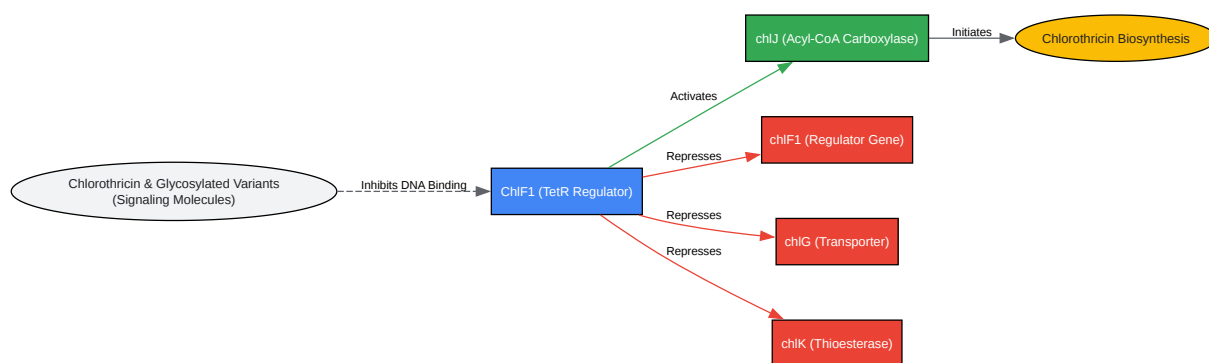 chlJ (Acyl-CoA Carboxylase)
Initiates
Chlorothricin Biosynthesis
Activates
chlF1 (Regulator Gene)
Represses
Chlorothricin & Glycosylated Variants
(Signaling Molecules)
Inhibits DNA Binding
ChlF1 (TetR Regulator)
Represses
chlG (Transporter)
Represses
chlK (Thioesterase)